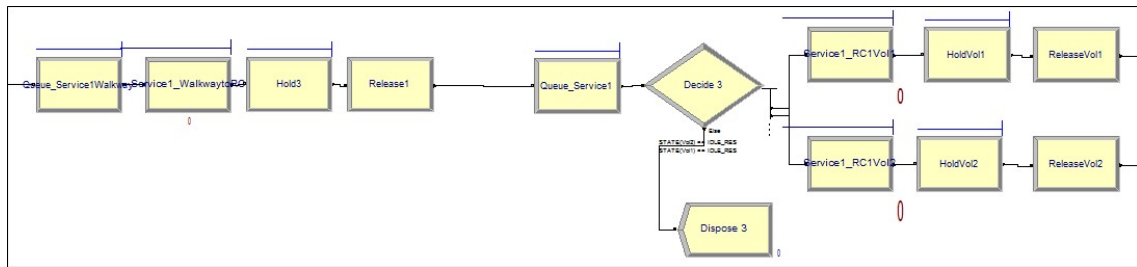 Service1_RC1Vol1
HoldVol1
ReleaseVol1
Queue_Service1Walkway
Service1_WalkwaytoRC
Hold3
Release1
Queue_Service1
Decide 3
0
0
Else
STATE(Vol2) == IDLE_RES
STATE(Vol1) == IDLE_RES
Service1_RC1Vol2
HoldVol2
ReleaseVol2
0
Dispose 3
0